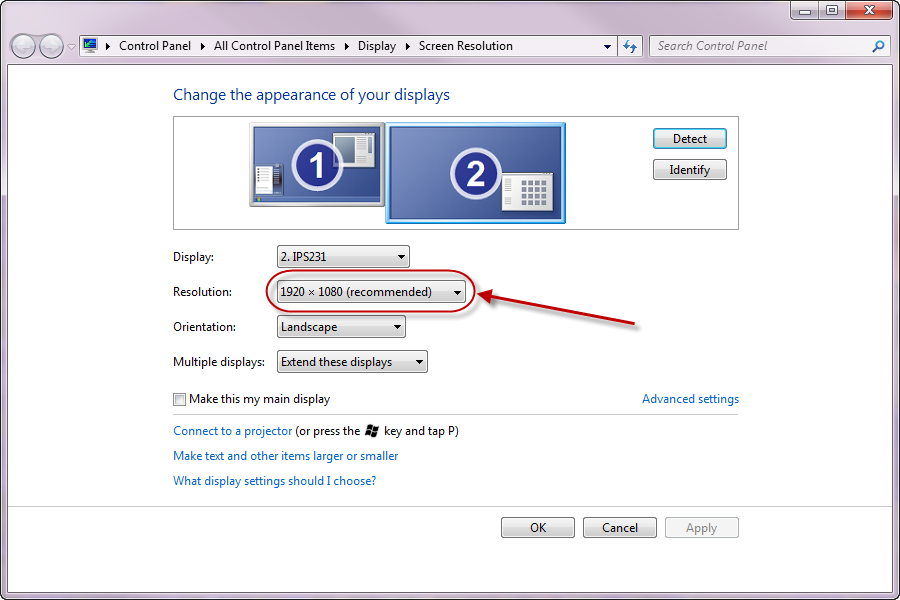 Control Panel All Control Panel Items Display Screen Resolution Search Control Panel
Change the appearance of your displays
1 2
Detect
Identify
Display: 2. IPS231
Resolution: 1920 × 1080 (recommended)
Orientation: Landscape
Multiple displays: Extend these displays
Make this my main display Advanced settings
Connect to a projector (or press the key and tap P)
Make text and other items larger or smaller
What display settings should I choose?
OK Cancel Apply